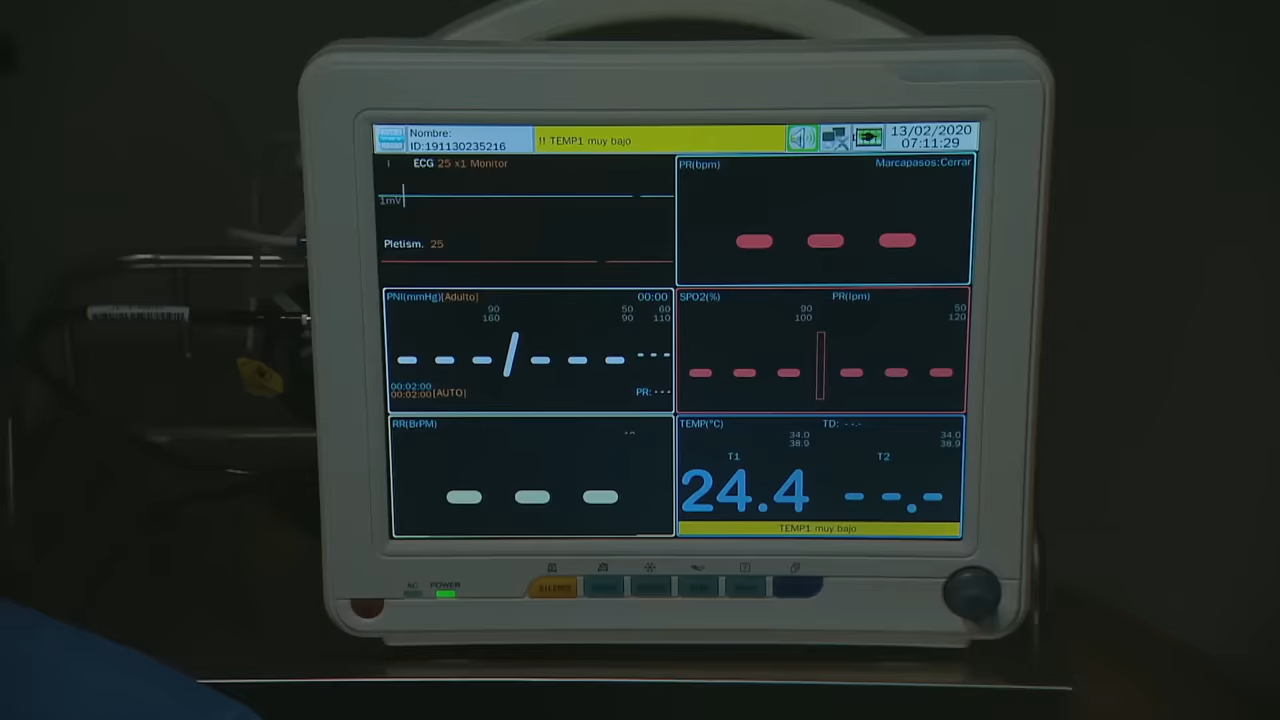 Nombre:
ID:191130235216
!! TEMP1 muy bajo
13/02/2020
07:11:29
I ECG 25 x1 Monitor
1mV
Pletism. 25
PR(bpm) Marcapasos:Cerrar
--- 
PNI(mmHg)[Adulto] 00:00
90 50 60
160 90 110
---/--- ---
00:02:00
00:02:00[AUTO] PR:---
SPO2(%) PR(lpm)
90 50
100 120
--- ---
RR(BrPM) --
---
TEMP(°C) TD: --.-
34.0 34.0
38.9 38.9
T1 T2
24.4 --.-
TEMP1 muy bajo
AC POWER
SILENCE